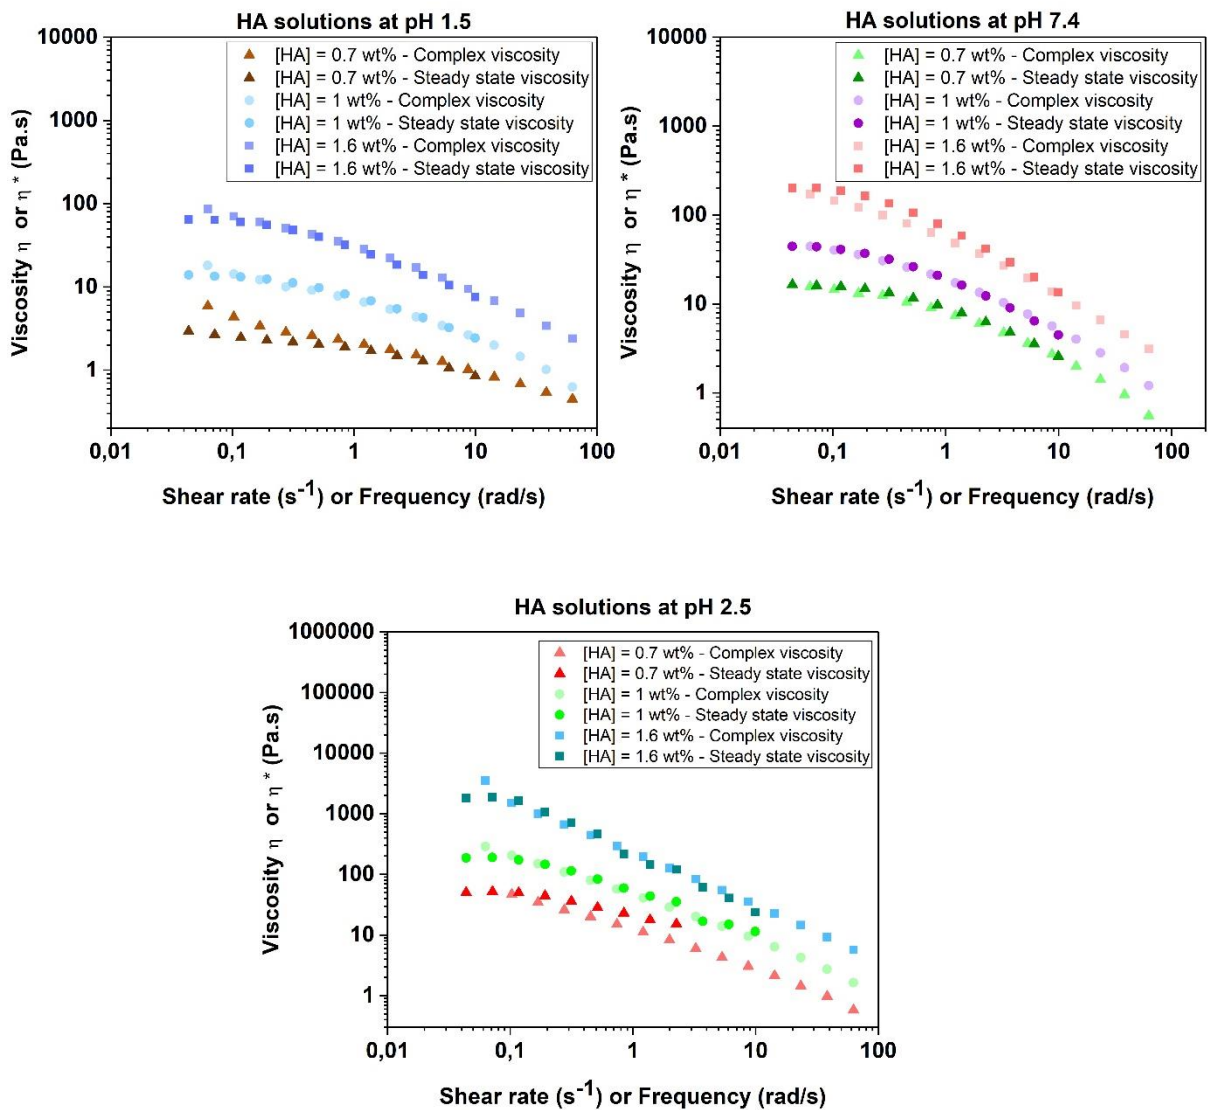 HA solutions at pH 1.5
10000
1000
100
10
1
[HA] = 0.7 wt% - Complex viscosity
[HA] = 0.7 wt% - Steady state viscosity
[HA] = 1 wt% - Complex viscosity
[HA] = 1 wt% - Steady state viscosity
[HA] = 1.6 wt% - Complex viscosity
[HA] = 1.6 wt% - Steady state viscosity
Viscosity η or η * (Pa.s)
0,01 0,1 1 10 100
Shear rate (s⁻¹) or Frequency (rad/s)
HA solutions at pH 7.4
10000
1000
100
10
1
[HA] = 0.7 wt% - Complex viscosity
[HA] = 0.7 wt% - Steady state viscosity
[HA] = 1 wt% - Complex viscosity
[HA] = 1 wt% - Steady state viscosity
[HA] = 1.6 wt% - Complex viscosity
[HA] = 1.6 wt% - Steady state viscosity
Viscosity η or η * (Pa.s)
0,01 0,1 1 10 100
Shear rate (s⁻¹) or Frequency (rad/s)
HA solutions at pH 2.5
1000000
100000
10000
1000
100
10
1
[HA] = 0.7 wt% - Complex viscosity
[HA] = 0.7 wt% - Steady state viscosity
[HA] = 1 wt% - Complex viscosity
[HA] = 1 wt% - Steady state viscosity
[HA] = 1.6 wt% - Complex viscosity
[HA] = 1.6 wt% - Steady state viscosity
Viscosity η or η * (Pa.s)
0,01 0,1 1 10 100
Shear rate (s⁻¹) or Frequency (rad/s)